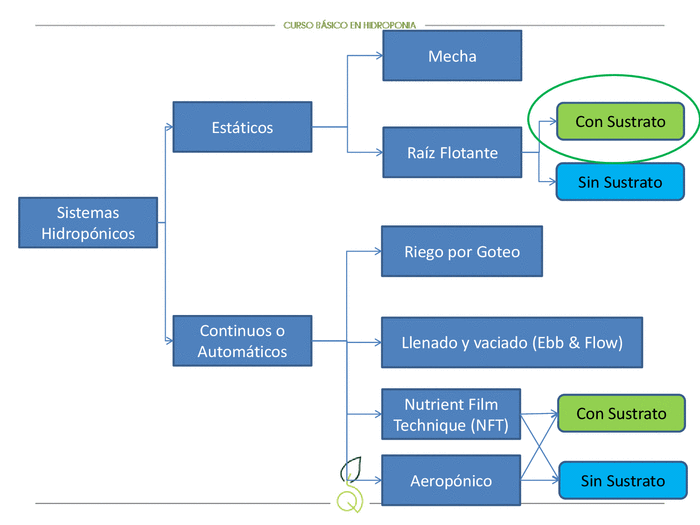 CURSO BÁSICO EN HIDROPONIA
Mecha
Con Sustrato
Estáticos
Raíz Flotante
Sin Sustrato
Sistemas
Hidropónicos
Riego por Goteo
Continuos o
Automáticos
Llenado y vaciado (Ebb & Flow)
Nutrient Film
Technique (NFT)
Con Sustrato
Aeropónico
Sin Sustrato